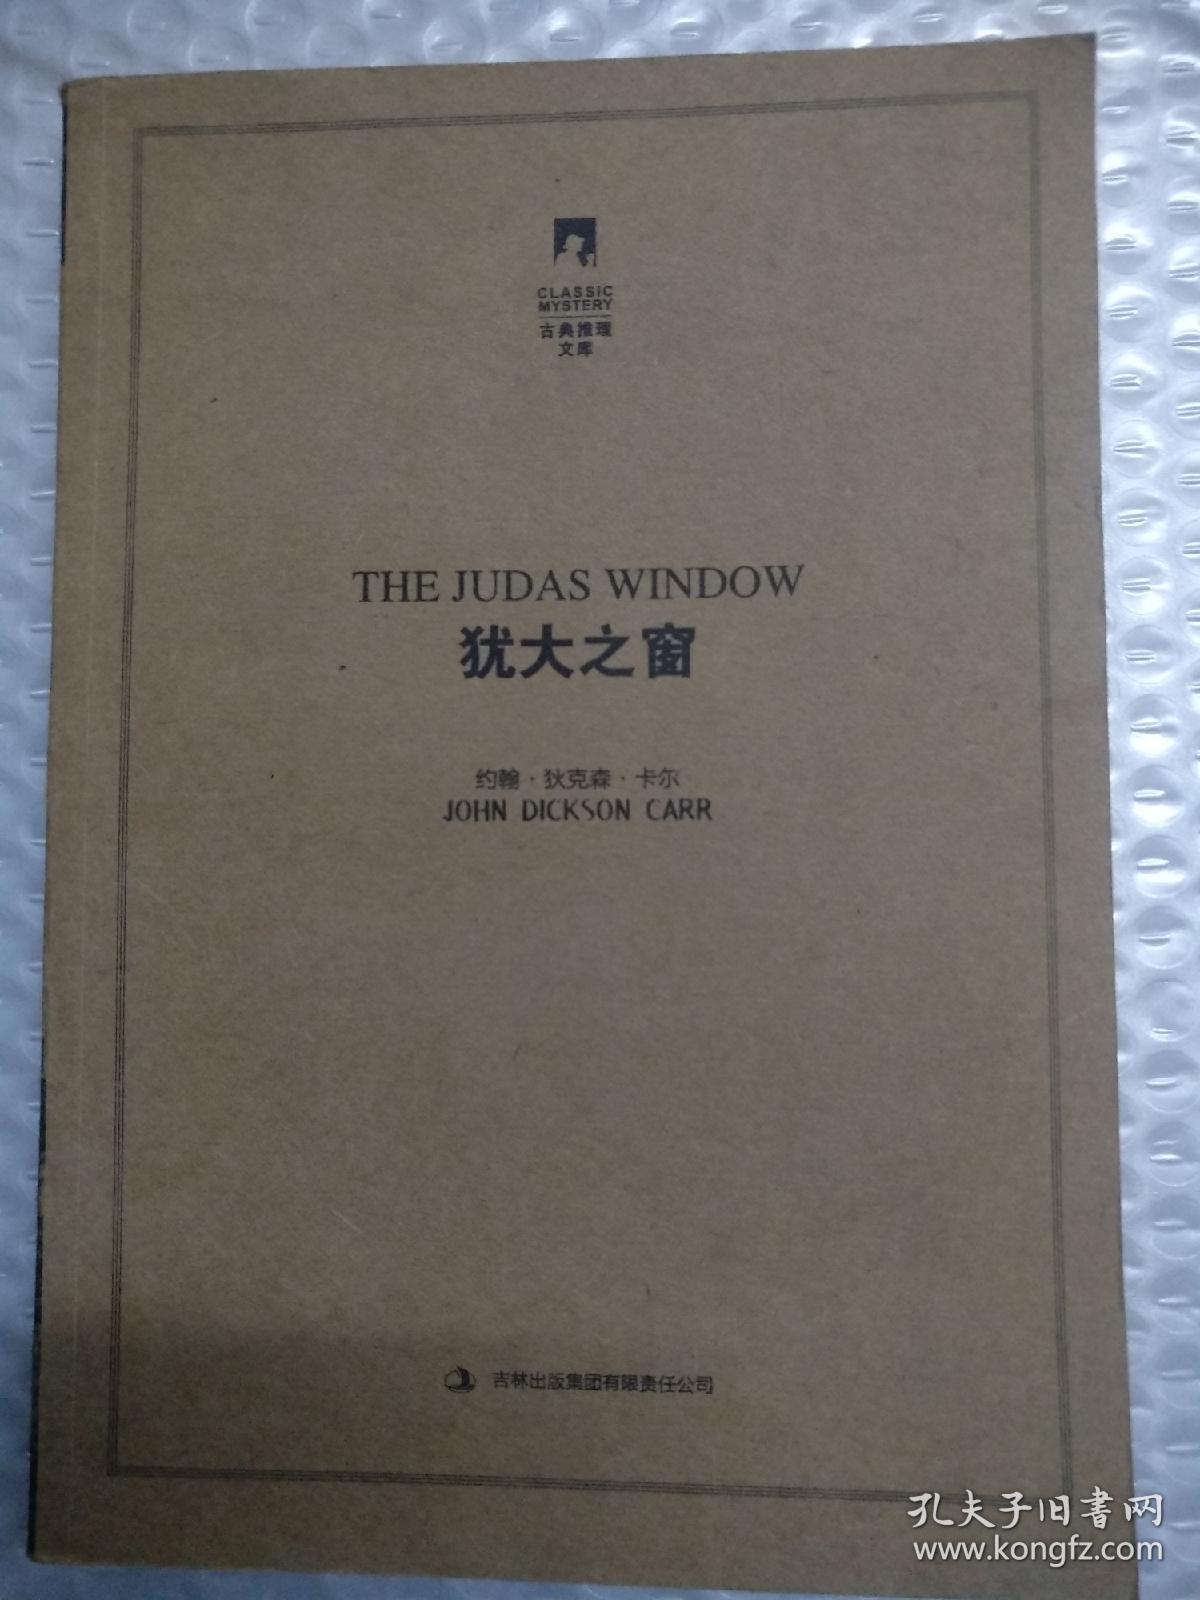 CLASSIC
MYSTERY
古典推理
文库
THE JUDAS WINDOW
犹大之窗
约翰·狄克森·卡尔
JOHN DICKSON CARR
吉林出版集团有限责任公司
孔夫子旧书网
www.kongfz.com